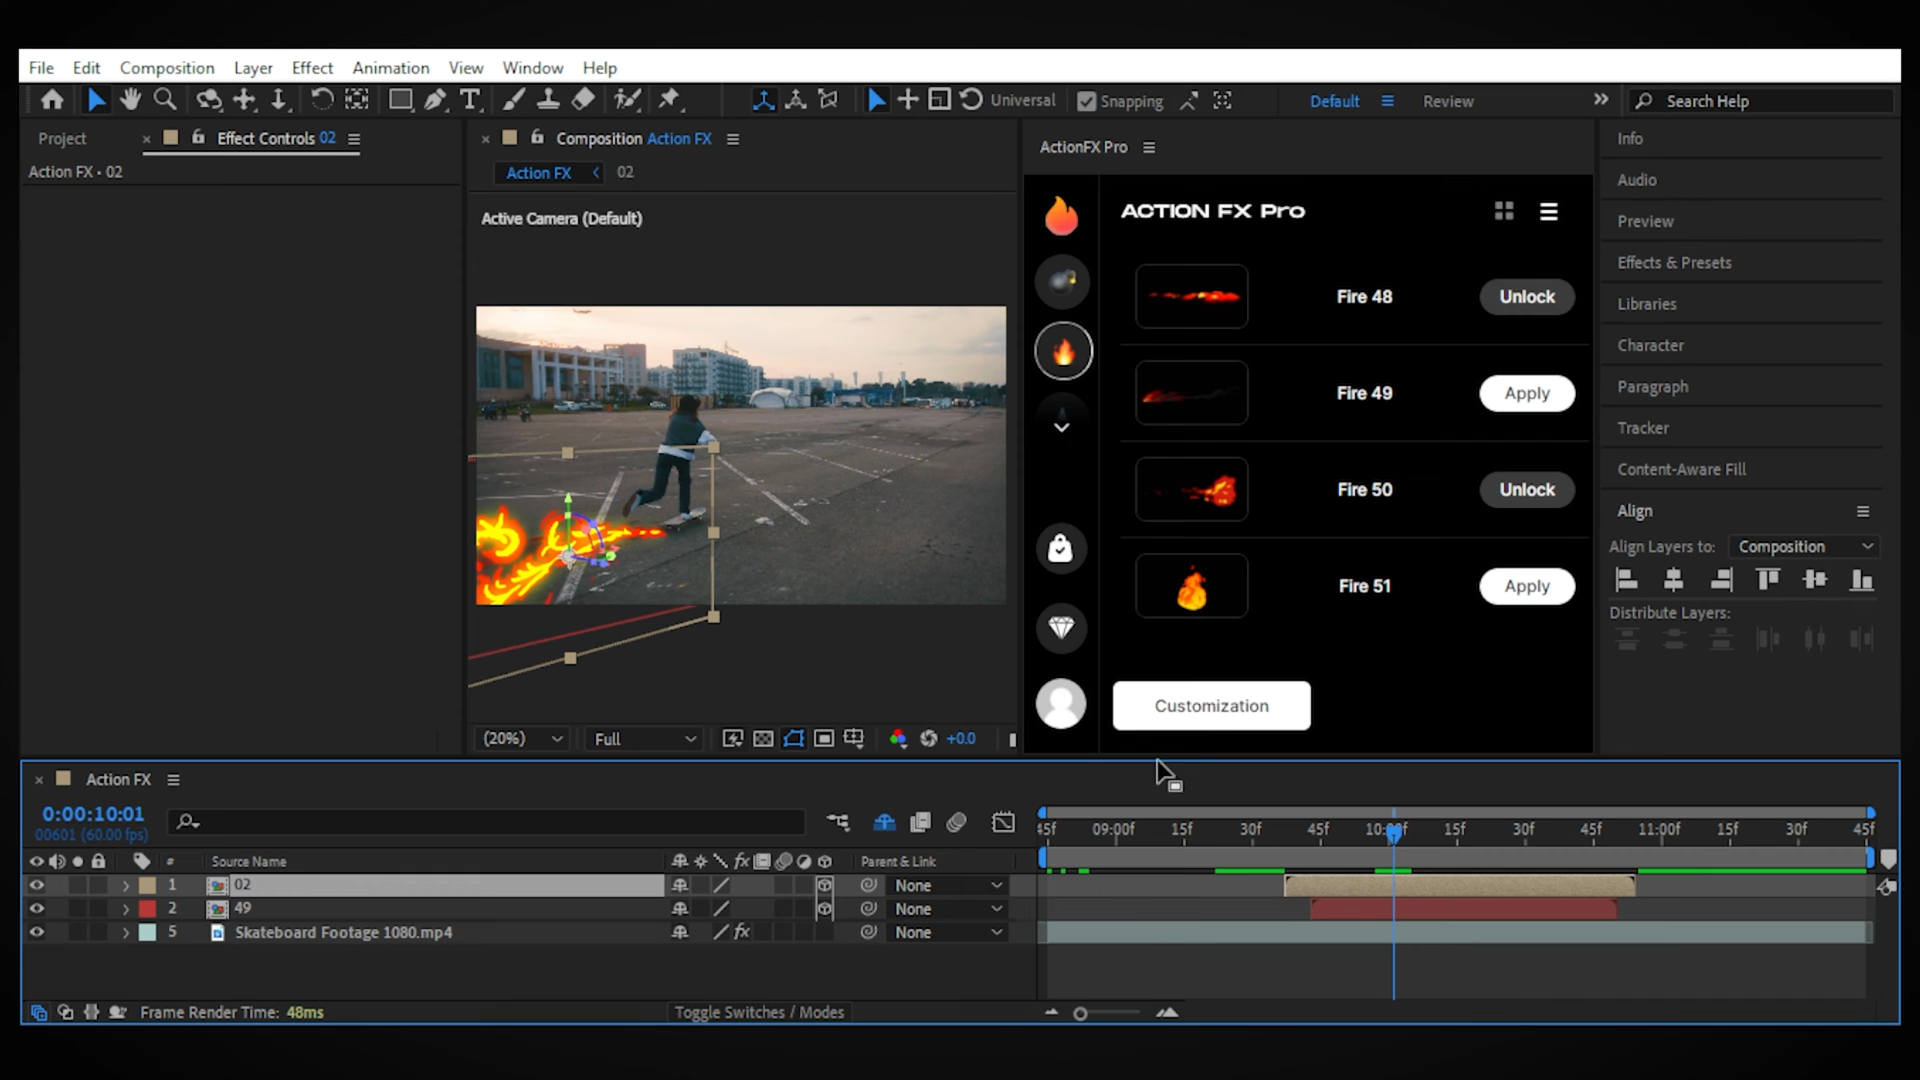 File Edit Composition Layer Effect Animation View Window Help
Universal Snapping Default Review Search Help
Project Effect Controls 02
Action FX • 02
Composition Action FX
Action FX 02
Active Camera (Default)
(20%) Full +0.0
ActionFX Pro
ACTION FX Pro
Fire 48 Unlock
Fire 49 Apply
Fire 50 Unlock
Fire 51 Apply
Customization
Info
Audio
Preview
Effects & Presets
Libraries
Character
Paragraph
Tracker
Content-Aware Fill
Align
Align Layers to: Composition
Distribute Layers:
Action FX
0:00:10:01
00601 (60.00 fps)
45f 09:00f 15f 30f 45f 10:00f 15f 30f 45f 11:00f 15f 30f 45f
# Source Name fx Parent & Link
1 02 None
2 49 None
5 Skateboard Footage 1080.mp4 fx None
Frame Render Time: 48ms Toggle Switches / Modes